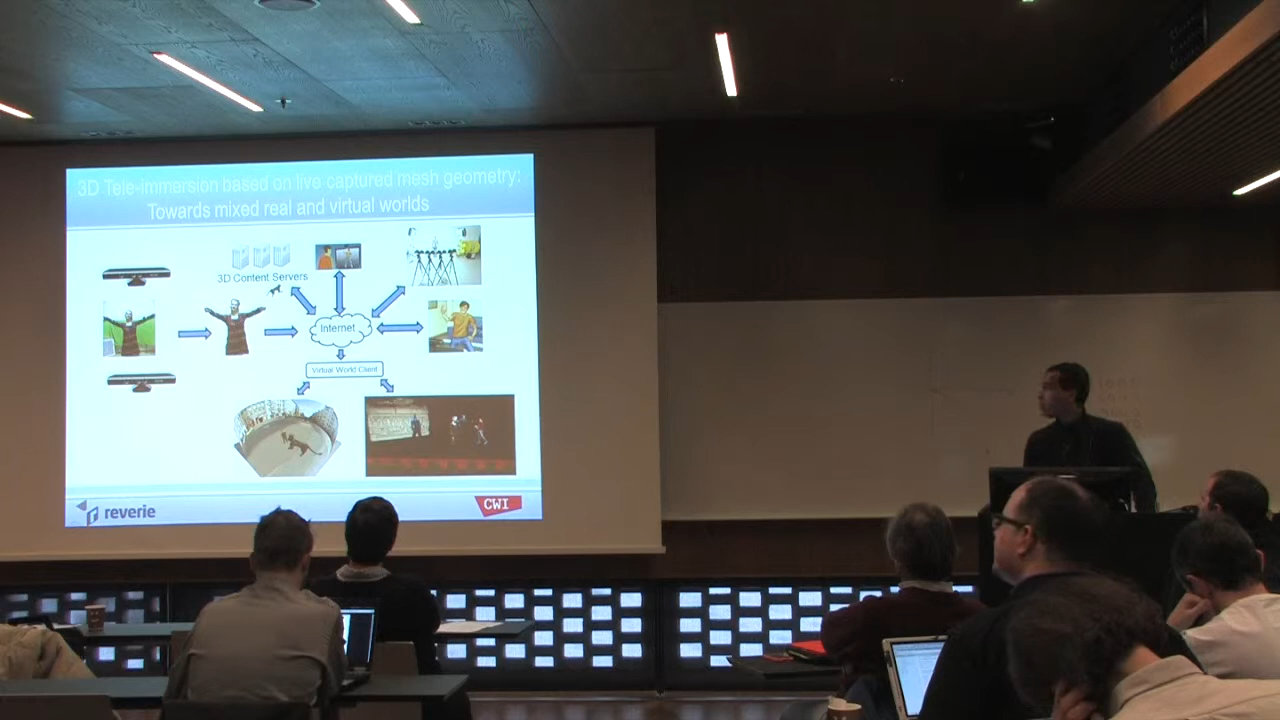 3D Tele-immersion based on live captured mesh geometry:
Towards mixed real and virtual worlds
3D Content Servers
Internet
Virtual World Client
reverie
CWI